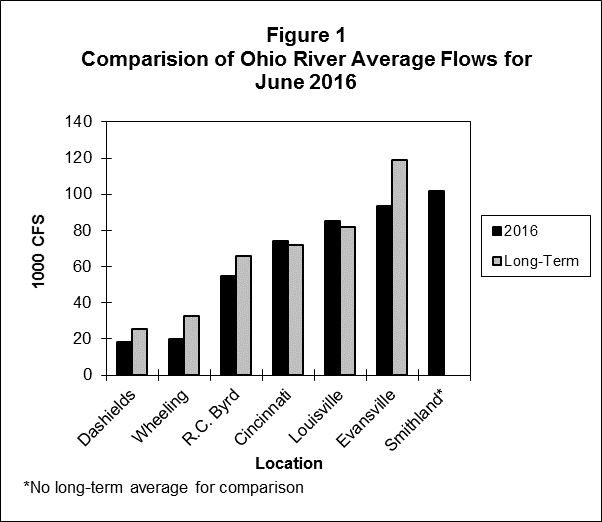 Figure 1
Comparision of Ohio River Average Flows for
June 2016
140
120
100
80
60
40
20
0
1000 CFS
Dashields
Wheeling
R.C. Byrd
Cincinnati
Louisville
Evansville
Smithland*
Location
2016
Long-Term
*No long-term average for comparison